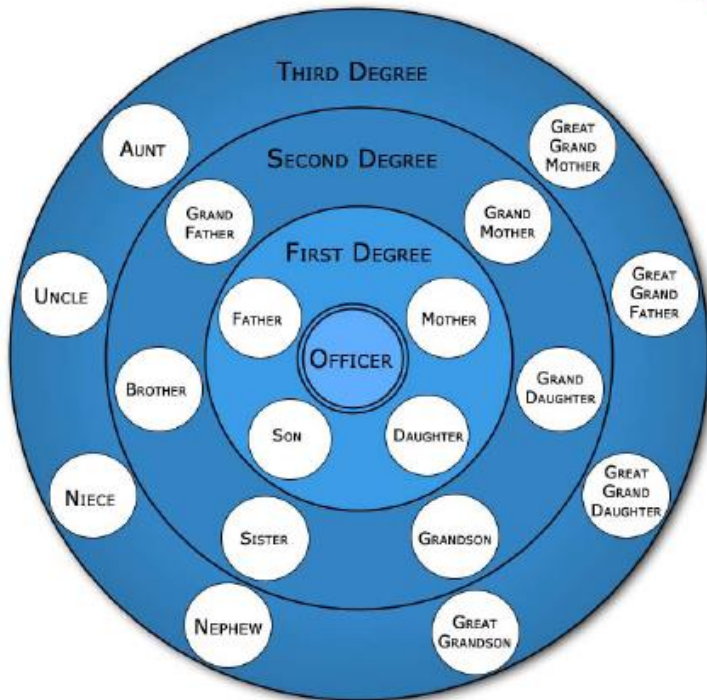 THIRD DEGREE
AUNT
GREAT
GRAND
MOTHER
SECOND DEGREE
GRAND
FATHER
GRAND
MOTHER
FIRST DEGREE
UNCLE
GREAT
GRAND
FATHER
FATHER
MOTHER
OFFICER
BROTHER
GRAND
DAUGHTER
SON
DAUGHTER
NIECE
GREAT
GRAND
DAUGHTER
SISTER
GRANDSON
NEPHEW
GREAT
GRANDSON